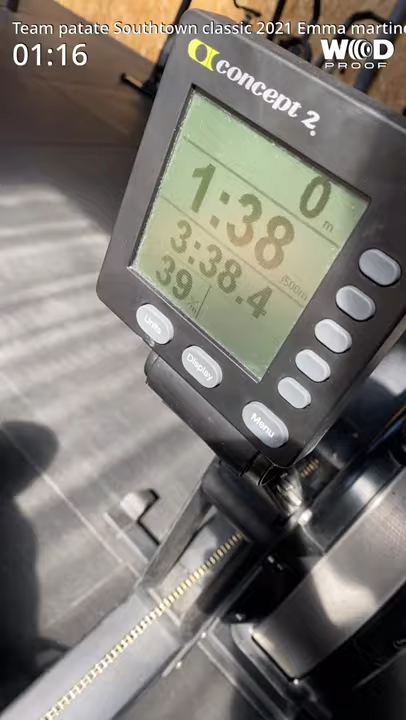 Team patate Southtown classic 2021 Emma martine
01:16
WOD
PROOF
concept 2.
0 m
1:38 /500m
3:38.4
39
Units
Display
Menu